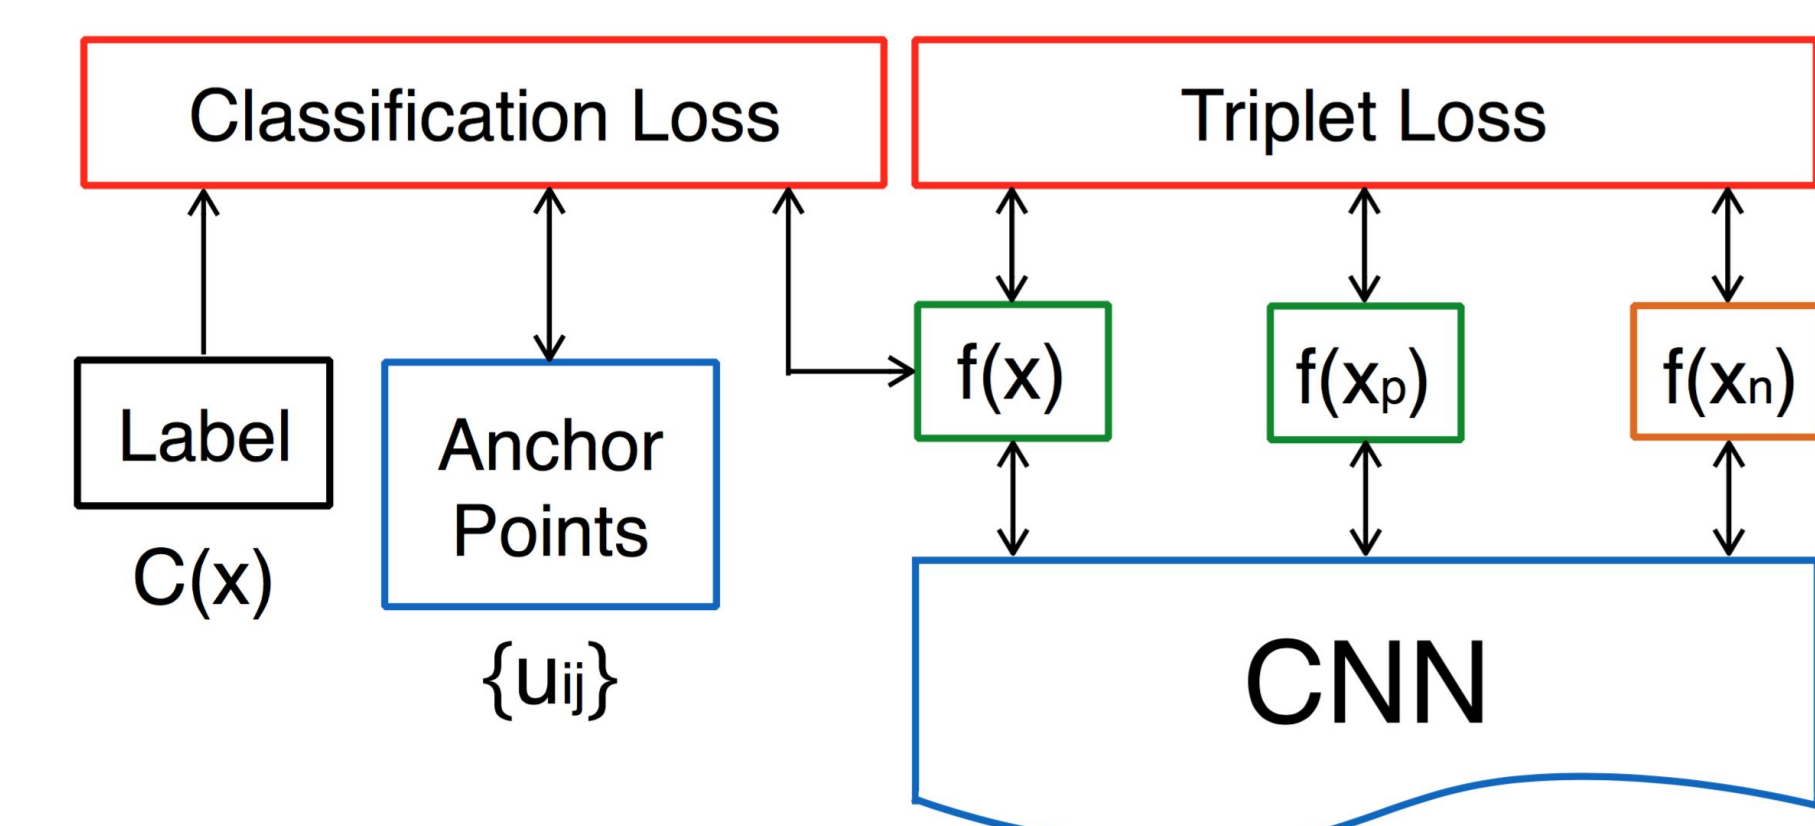 Classification Loss
Triplet Loss
Label
C(x)
Anchor
Points
{uij}
f(x)
f(xp)
f(xn)
CNN